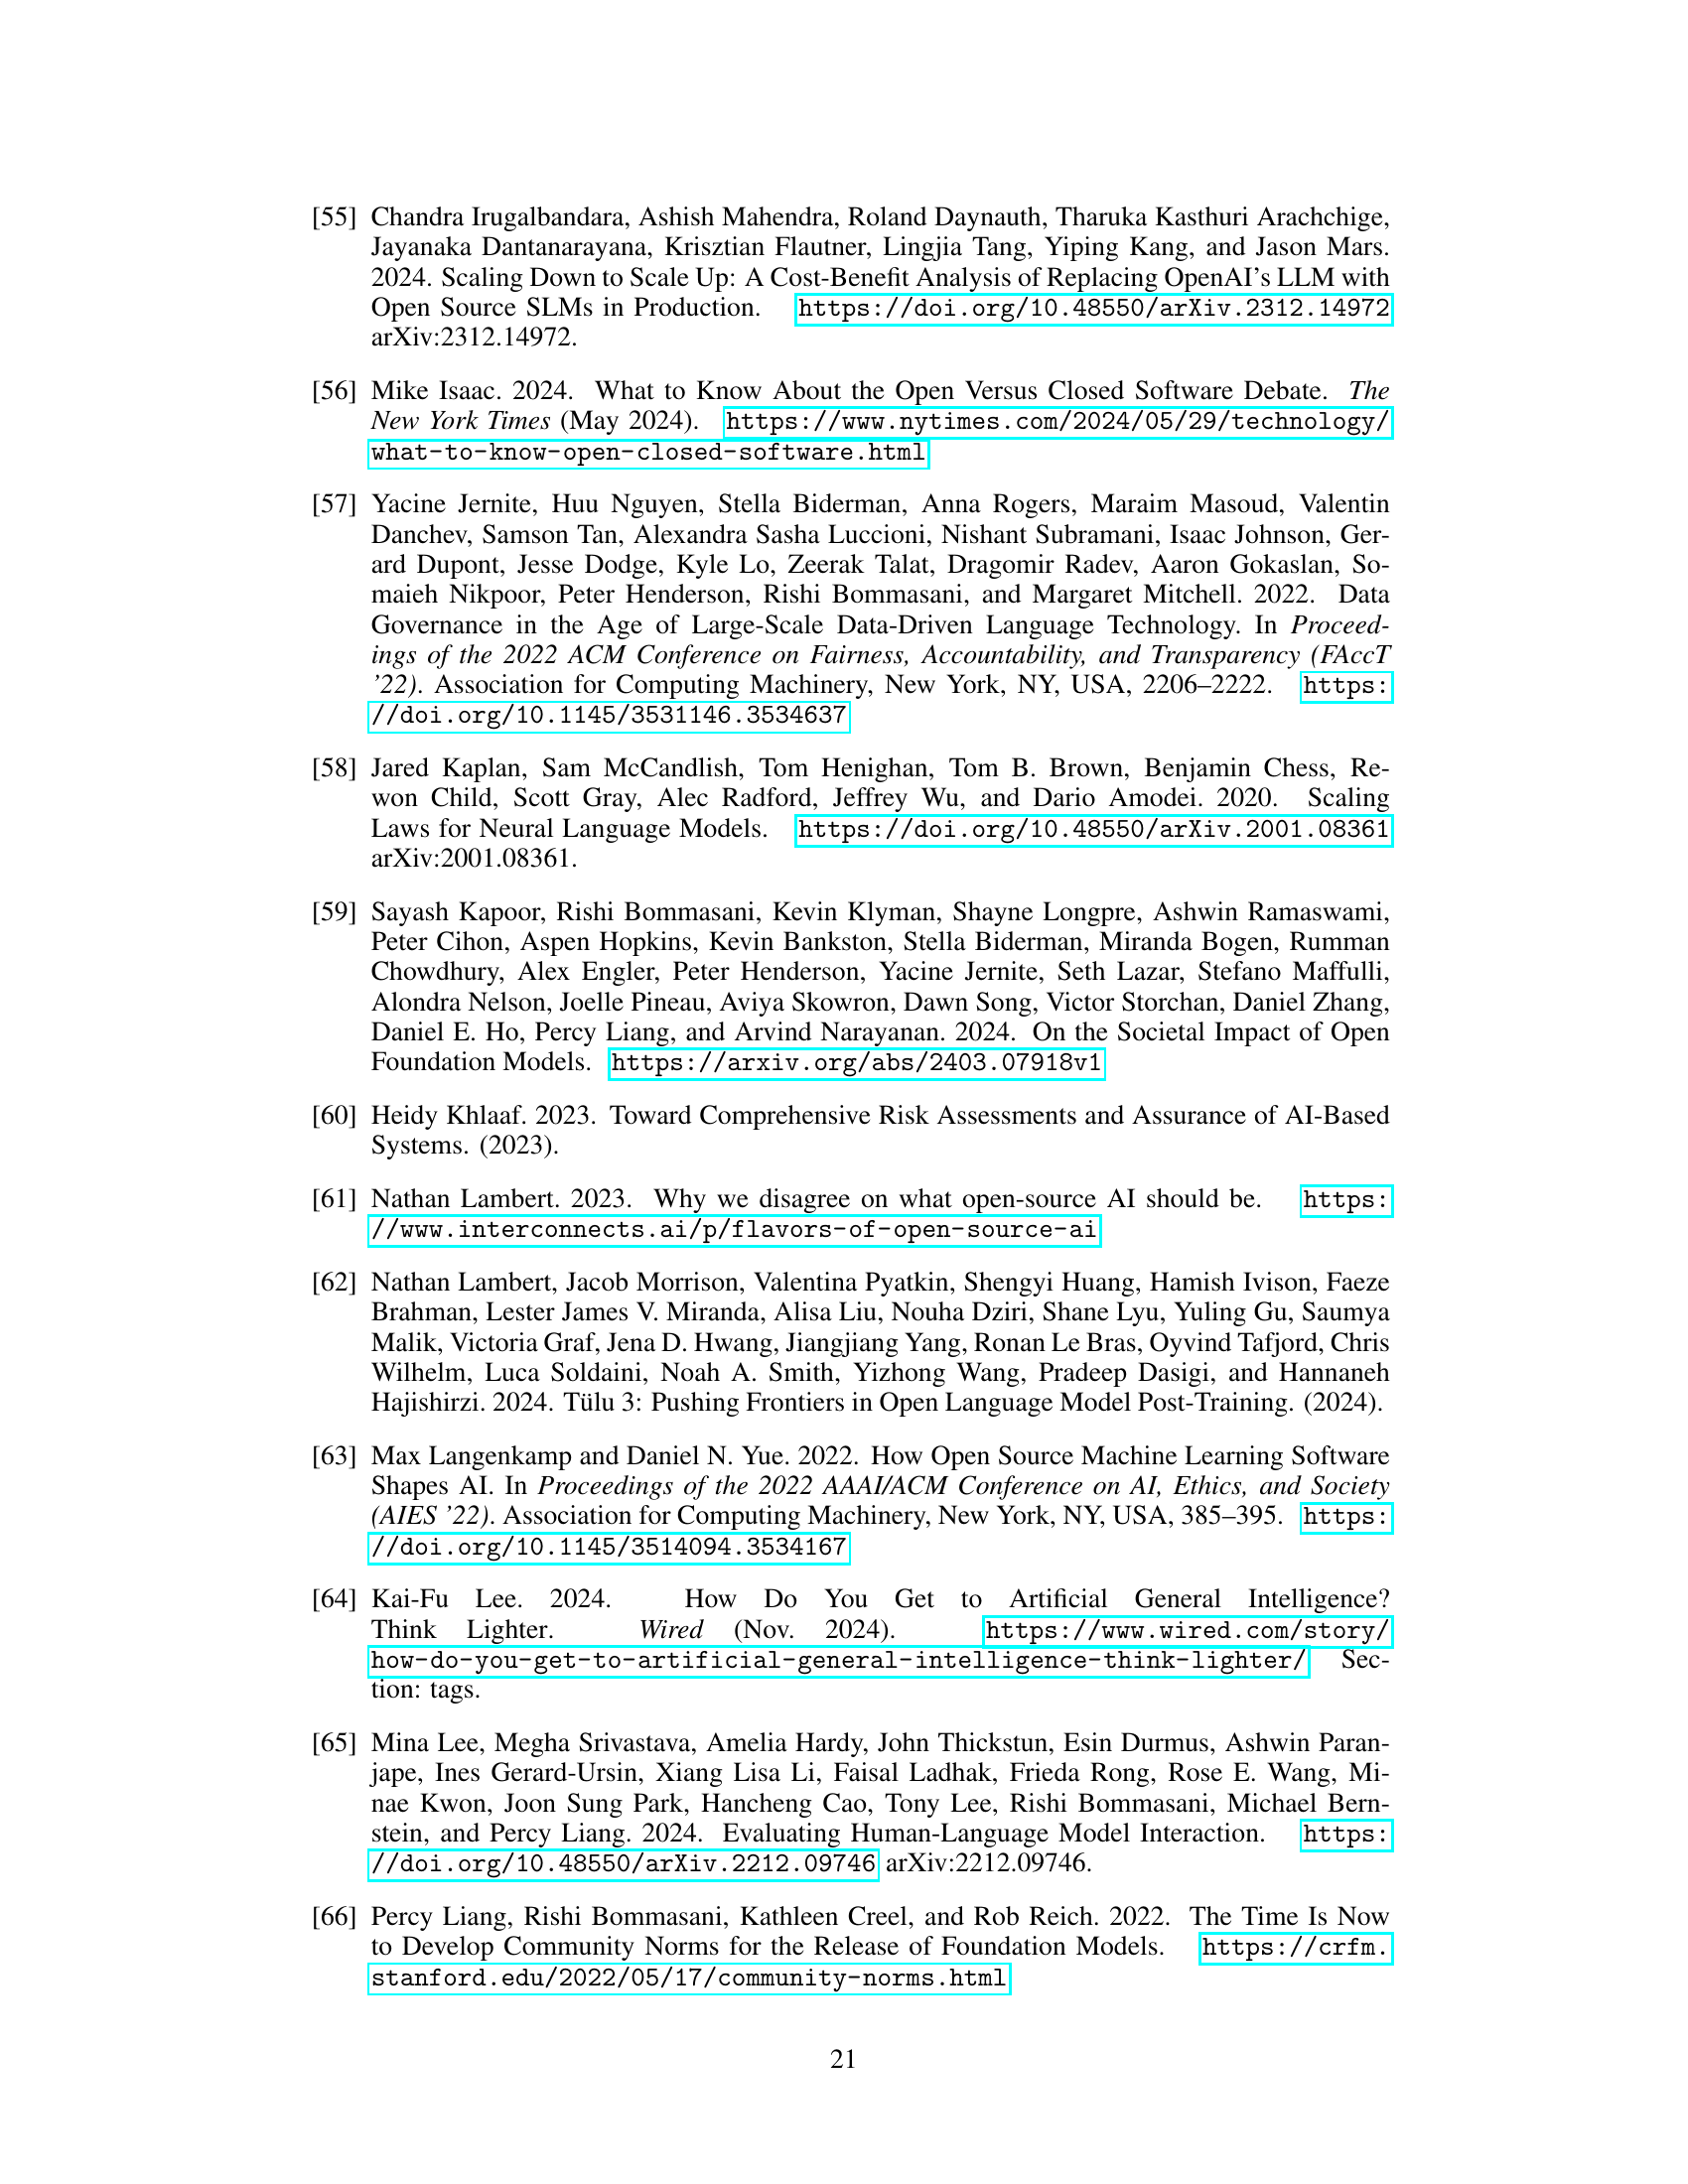 [55] Chandra Irugalbandara, Ashish Mahendra, Roland Daynauth, Tharuka Kasthuri Arachchige,
Jayanaka Dantanarayana, Krisztian Flautner, Lingjia Tang, Yiping Kang, and Jason Mars.
2024. Scaling Down to Scale Up: A Cost-Benefit Analysis of Replacing OpenAI's LLM with
Open Source SLMs in Production. https://doi.org/10.48550/arXiv.2312.14972
arXiv:2312.14972.
[56] Mike Isaac. 2024. What to Know About the Open Versus Closed Software Debate. The
New York Times (May 2024). https://www.nytimes.com/2024/05/29/technology/
what-to-know-open-closed-software.html
[57] Yacine Jernite, Huu Nguyen, Stella Biderman, Anna Rogers, Maraim Masoud, Valentin
Danchev, Samson Tan, Alexandra Sasha Luccioni, Nishant Subramani, Isaac Johnson, Ger-
ard Dupont, Jesse Dodge, Kyle Lo, Zeerak Talat, Dragomir Radev, Aaron Gokaslan, So-
maieh Nikpoor, Peter Henderson, Rishi Bommasani, and Margaret Mitchell. 2022. Data
Governance in the Age of Large-Scale Data-Driven Language Technology. In Proceed-
ings of the 2022 ACM Conference on Fairness, Accountability, and Transparency (FAccT
'22). Association for Computing Machinery, New York, NY, USA, 2206–2222. https:
//doi.org/10.1145/3531146.3534637
[58] Jared Kaplan, Sam McCandlish, Tom Henighan, Tom B. Brown, Benjamin Chess, Re-
won Child, Scott Gray, Alec Radford, Jeffrey Wu, and Dario Amodei. 2020. Scaling
Laws for Neural Language Models. https://doi.org/10.48550/arXiv.2001.08361
arXiv:2001.08361.
[59] Sayash Kapoor, Rishi Bommasani, Kevin Klyman, Shayne Longpre, Ashwin Ramaswami,
Peter Cihon, Aspen Hopkins, Kevin Bankston, Stella Biderman, Miranda Bogen, Rumman
Chowdhury, Alex Engler, Peter Henderson, Yacine Jernite, Seth Lazar, Stefano Maffulli,
Alondra Nelson, Joelle Pineau, Aviya Skowron, Dawn Song, Victor Storchan, Daniel Zhang,
Daniel E. Ho, Percy Liang, and Arvind Narayanan. 2024. On the Societal Impact of Open
Foundation Models. https://arxiv.org/abs/2403.07918v1
[60] Heidy Khlaaf. 2023. Toward Comprehensive Risk Assessments and Assurance of AI-Based
Systems. (2023).
[61] Nathan Lambert. 2023. Why we disagree on what open-source AI should be. https:
//www.interconnects.ai/p/flavors-of-open-source-ai
[62] Nathan Lambert, Jacob Morrison, Valentina Pyatkin, Shengyi Huang, Hamish Ivison, Faeze
Brahman, Lester James V. Miranda, Alisa Liu, Nouha Dziri, Shane Lyu, Yuling Gu, Saumya
Malik, Victoria Graf, Jena D. Hwang, Jiangjiang Yang, Ronan Le Bras, Oyvind Tafjord, Chris
Wilhelm, Luca Soldaini, Noah A. Smith, Yizhong Wang, Pradeep Dasigi, and Hannaneh
Hajishirzi. 2024. Tülu 3: Pushing Frontiers in Open Language Model Post-Training. (2024).
[63] Max Langenkamp and Daniel N. Yue. 2022. How Open Source Machine Learning Software
Shapes AI. In Proceedings of the 2022 AAAI/ACM Conference on AI, Ethics, and Society
(AIES '22). Association for Computing Machinery, New York, NY, USA, 385–395. https:
//doi.org/10.1145/3514094.3534167
[64] Kai-Fu Lee. 2024. How Do You Get to Artificial General Intelligence?
Think Lighter. Wired (Nov. 2024). https://www.wired.com/story/
how-do-you-get-to-artificial-general-intelligence-think-lighter/ Sec-
tion: tags.
[65] Mina Lee, Megha Srivastava, Amelia Hardy, John Thickstun, Esin Durmus, Ashwin Paran-
jape, Ines Gerard-Ursin, Xiang Lisa Li, Faisal Ladhak, Frieda Rong, Rose E. Wang, Mi-
nae Kwon, Joon Sung Park, Hancheng Cao, Tony Lee, Rishi Bommasani, Michael Bern-
stein, and Percy Liang. 2024. Evaluating Human-Language Model Interaction. https:
//doi.org/10.48550/arXiv.2212.09746 arXiv:2212.09746.
[66] Percy Liang, Rishi Bommasani, Kathleen Creel, and Rob Reich. 2022. The Time Is Now
to Develop Community Norms for the Release of Foundation Models. https://crfm.
stanford.edu/2022/05/17/community-norms.html
21